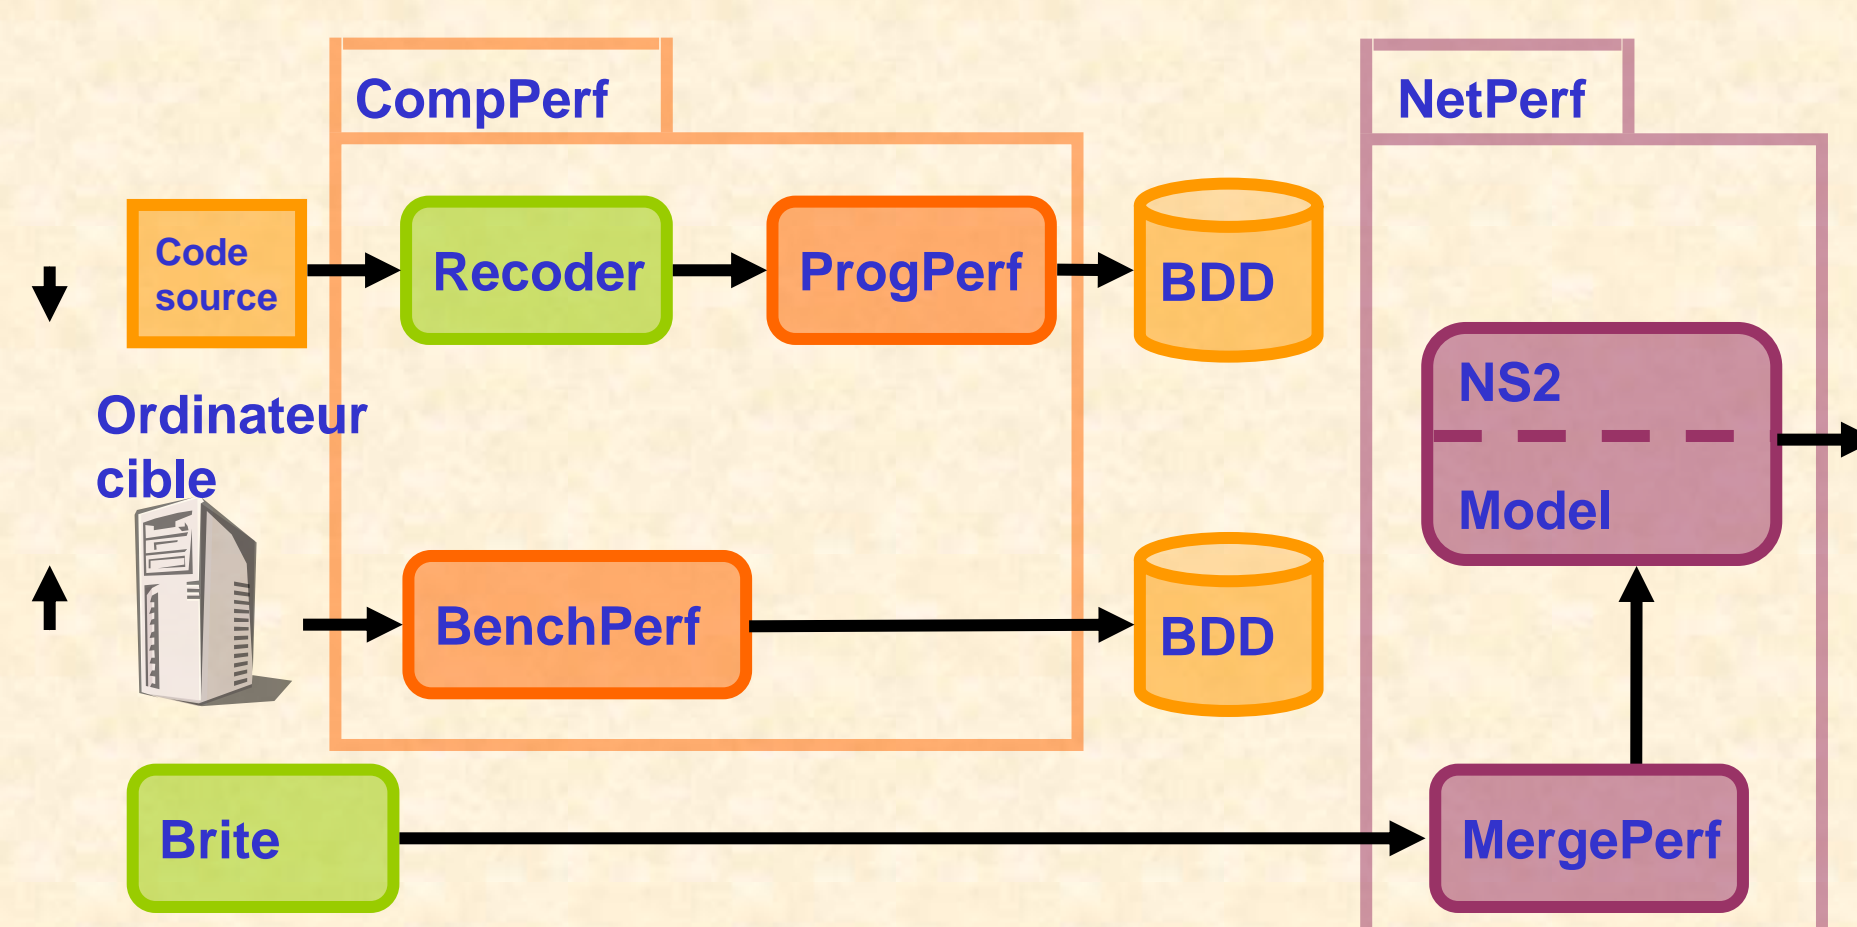 CompPerf
NetPerf
Code
source
Recoder
ProgPerf
BDD
NS2
Model
Ordinateur
cible
BenchPerf
BDD
Brite
MergePerf